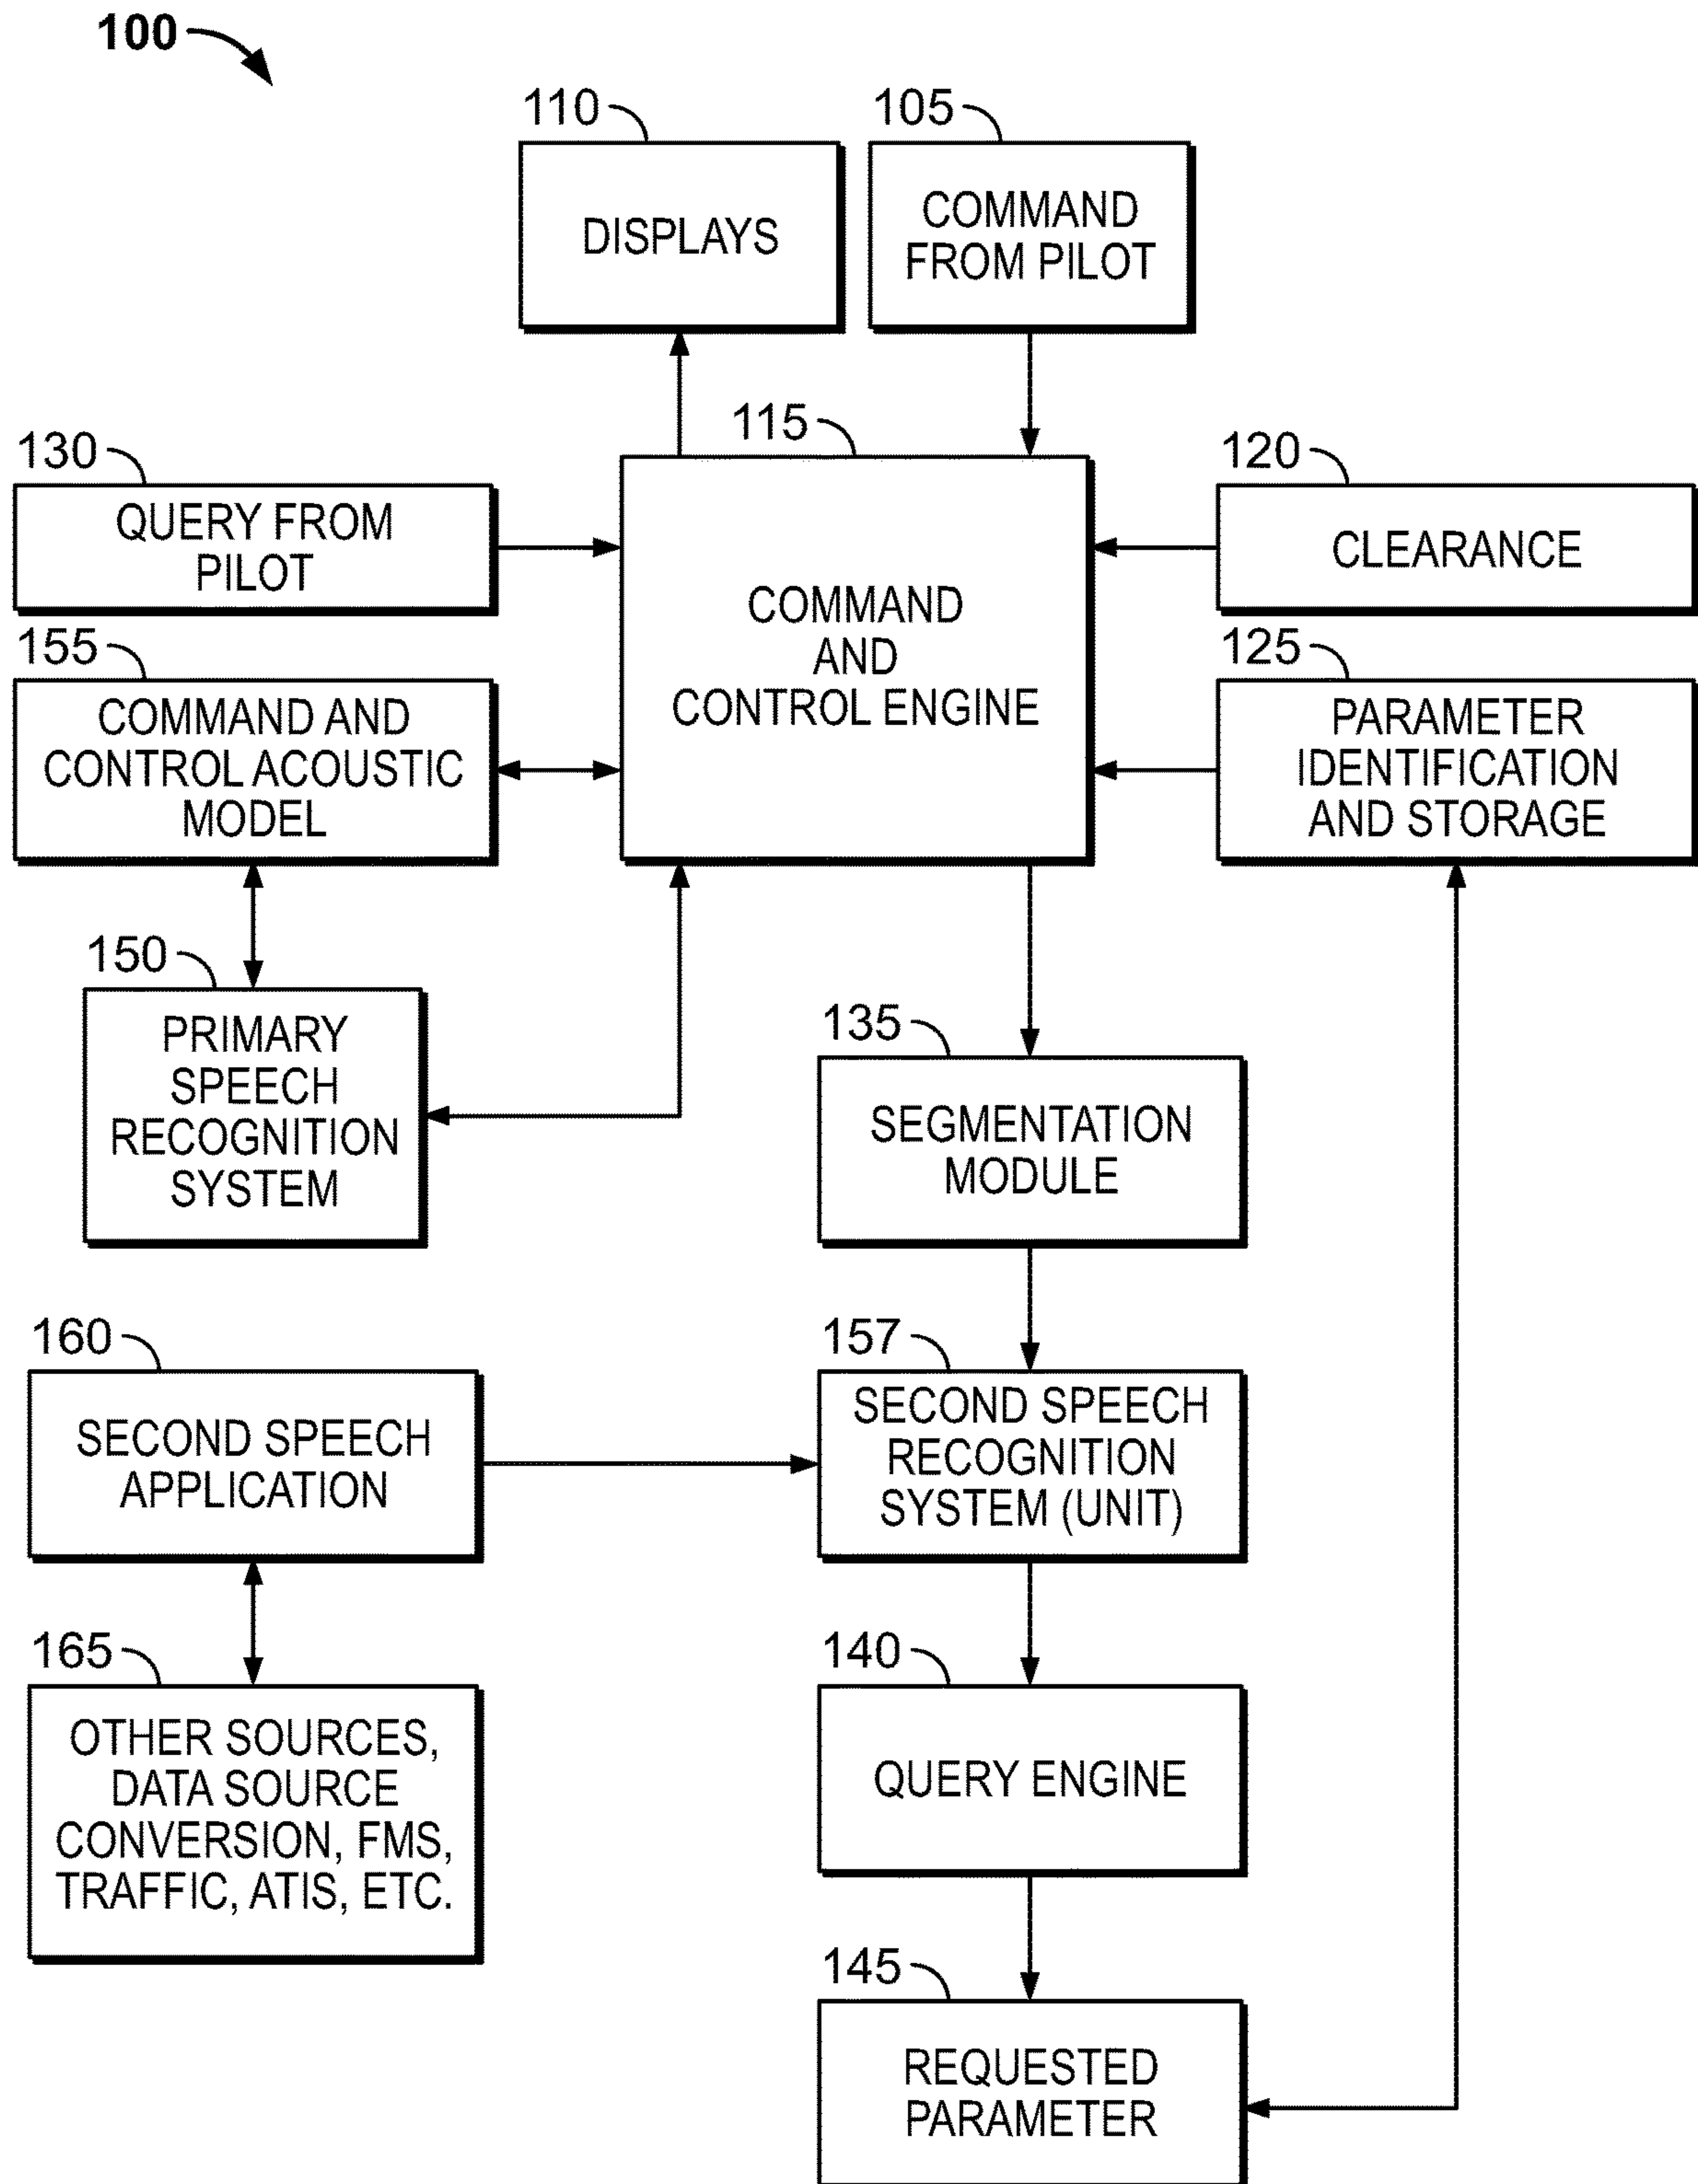 100
110
DISPLAYS
105
COMMAND
FROM PILOT
130
QUERY FROM
PILOT
115
COMMAND
AND
CONTROL ENGINE
120
CLEARANCE
155
COMMAND AND
CONTROL ACOUSTIC
MODEL
125
PARAMETER
IDENTIFICATION
AND STORAGE
150
PRIMARY
SPEECH
RECOGNITION
SYSTEM
135
SEGMENTATION
MODULE
160
SECOND SPEECH
APPLICATION
157
SECOND SPEECH
RECOGNITION
SYSTEM (UNIT)
165
OTHER SOURCES,
DATA SOURCE
CONVERSION, FMS,
TRAFFIC, ATIS, ETC.
140
QUERY ENGINE
145
REQUESTED
PARAMETER